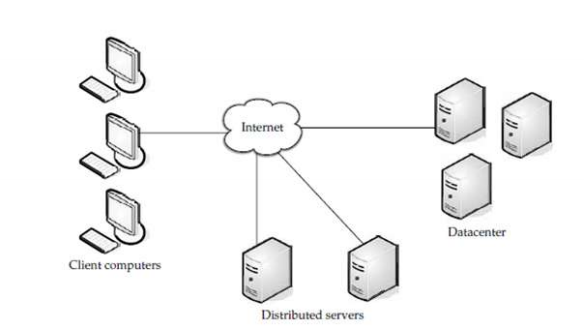 Internet
Datacenter
Client computers
Distributed servers